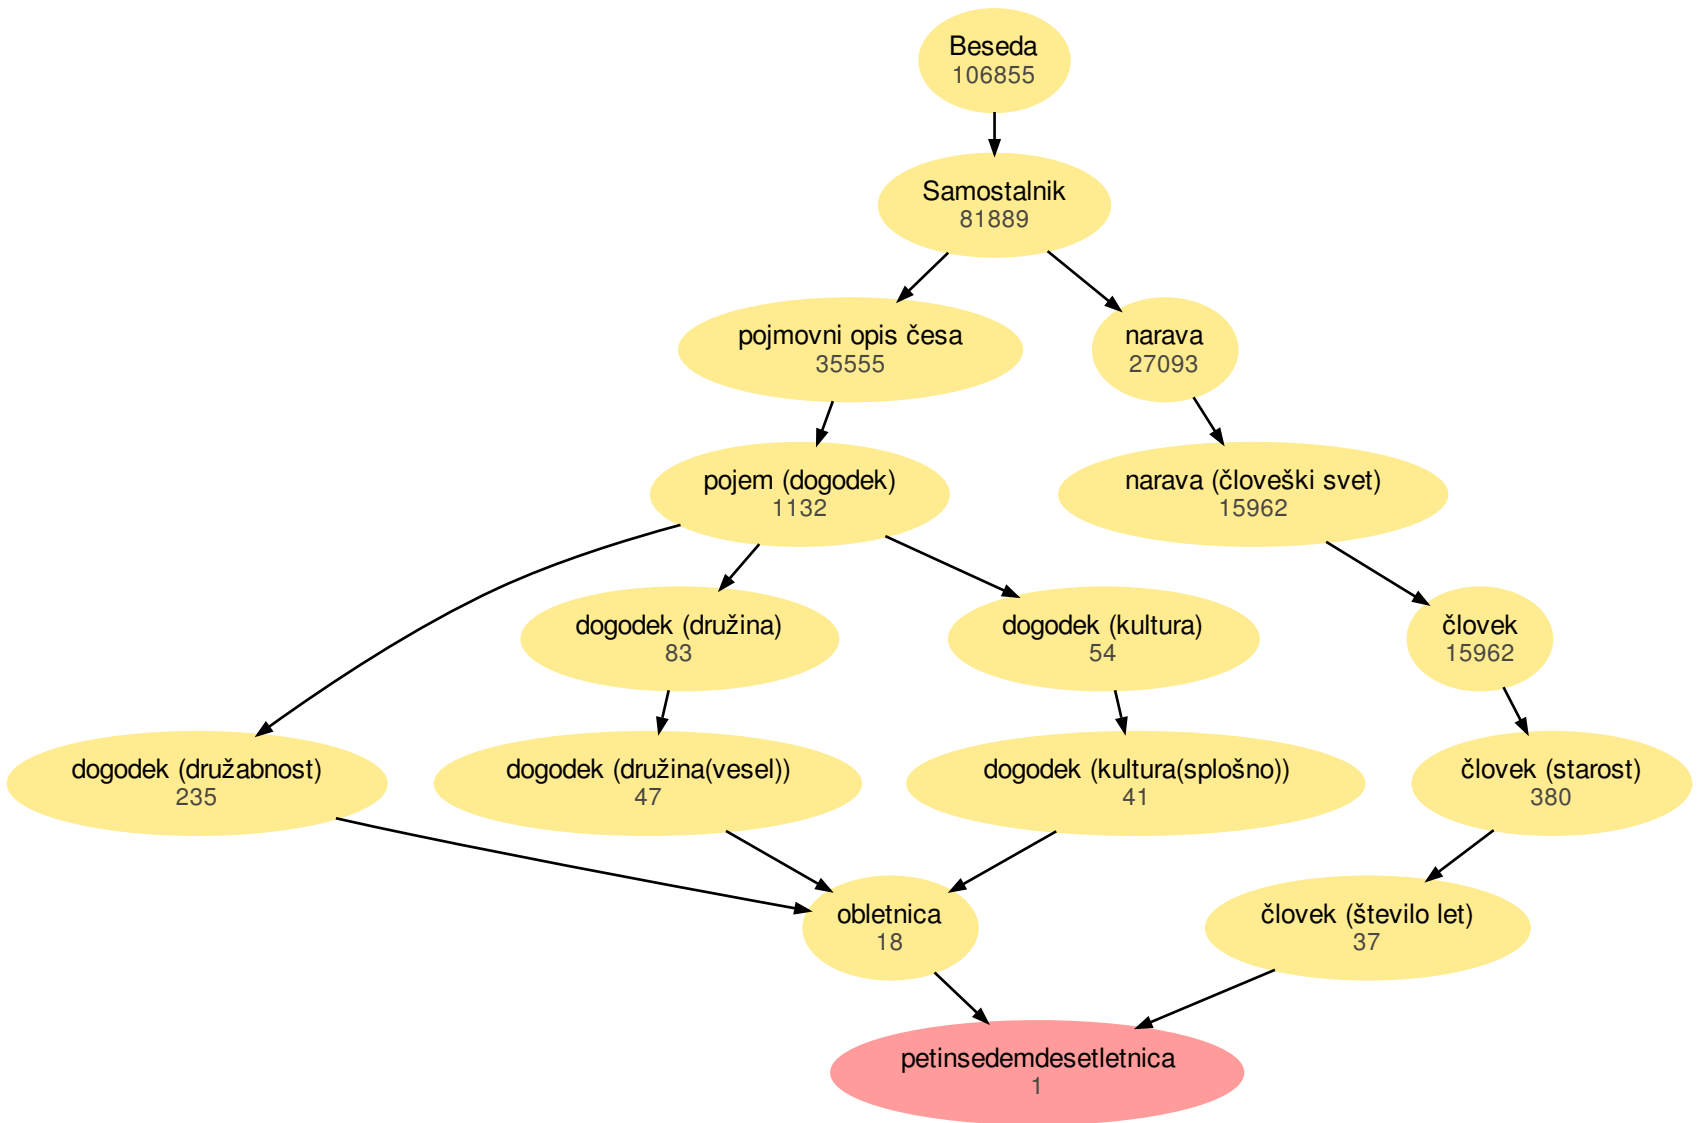 Beseda
106855
Samostalnik
81889
pojmovni opis česa
35555
narava
27093
pojem (dogodek)
1132
narava (človeški svet)
15962
dogodek (družina)
83
dogodek (kultura)
54
človek
15962
dogodek (družabnost)
235
dogodek (družina(vesel))
47
dogodek (kultura(splošno))
41
človek (starost)
380
obletnica
18
človek (število let)
37
petinsedemdesetletnica
1